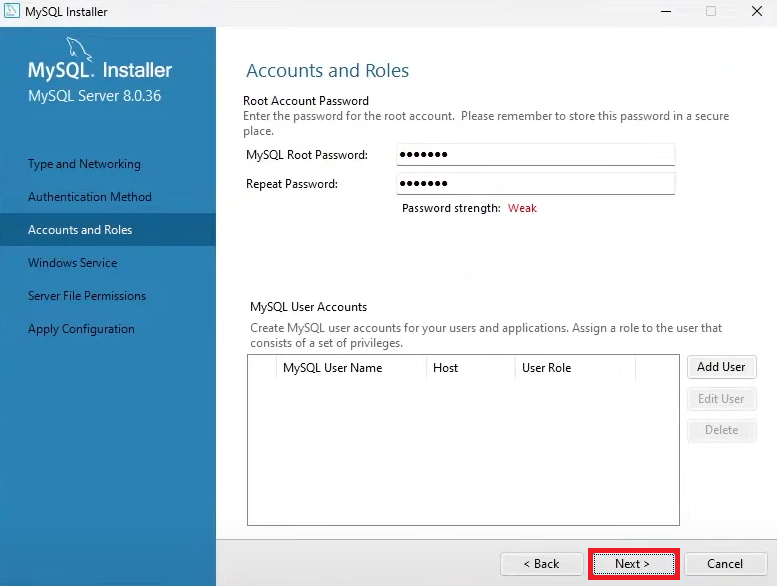 MySQL Installer
MySQL. Installer
MySQL Server 8.0.36
Type and Networking
Authentication Method
Accounts and Roles
Windows Service
Server File Permissions
Apply Configuration
Accounts and Roles
Root Account Password
Enter the password for the root account. Please remember to store this password in a secure
place.
MySQL Root Password: ●●●●●●●
Repeat Password: ●●●●●●●
Password strength: Weak
MySQL User Accounts
Create MySQL user accounts for your users and applications. Assign a role to the user that
consists of a set of privileges.
MySQL User Name Host User Role
Add User
Edit User
Delete
< Back Next > Cancel